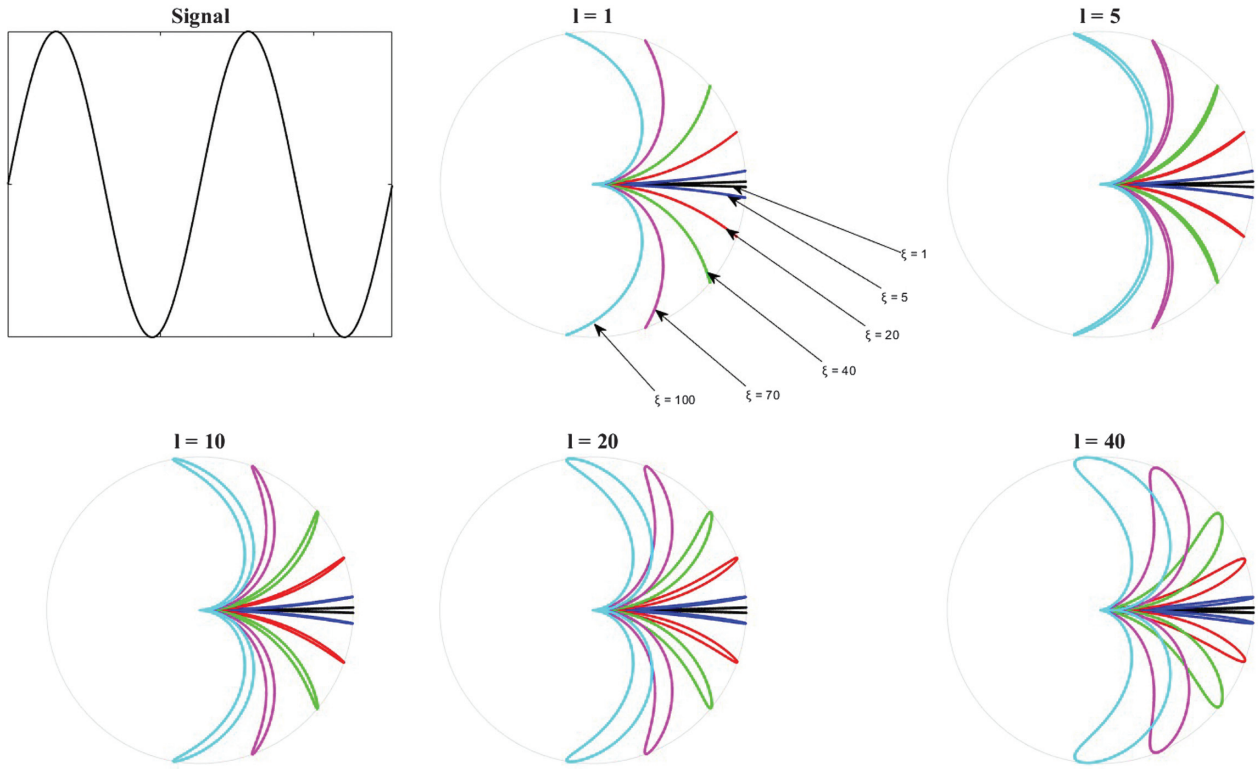 Signal
l = 1
l = 5
ξ = 1
ξ = 5
ξ = 20
ξ = 40
ξ = 70
ξ = 100
l = 10
l = 20
l = 40